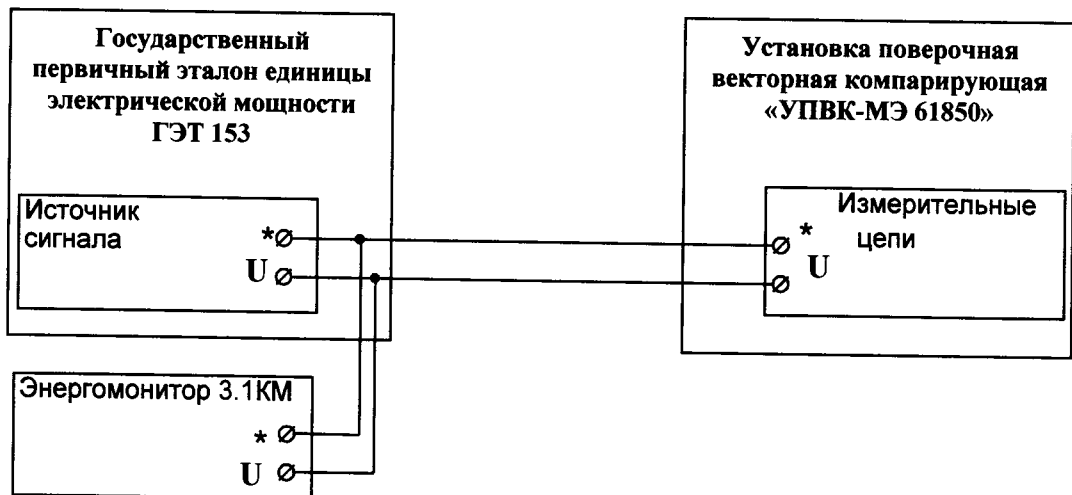 Государственный
первичный эталон единицы
электрической мощности
ГЭТ 153
Источник
сигнала
*
U
Установка поверочная
векторная компарирующая
«УПВК-МЭ 61850»
Измерительные
* цепи
U
Энергомонитор 3.1КМ
*
U